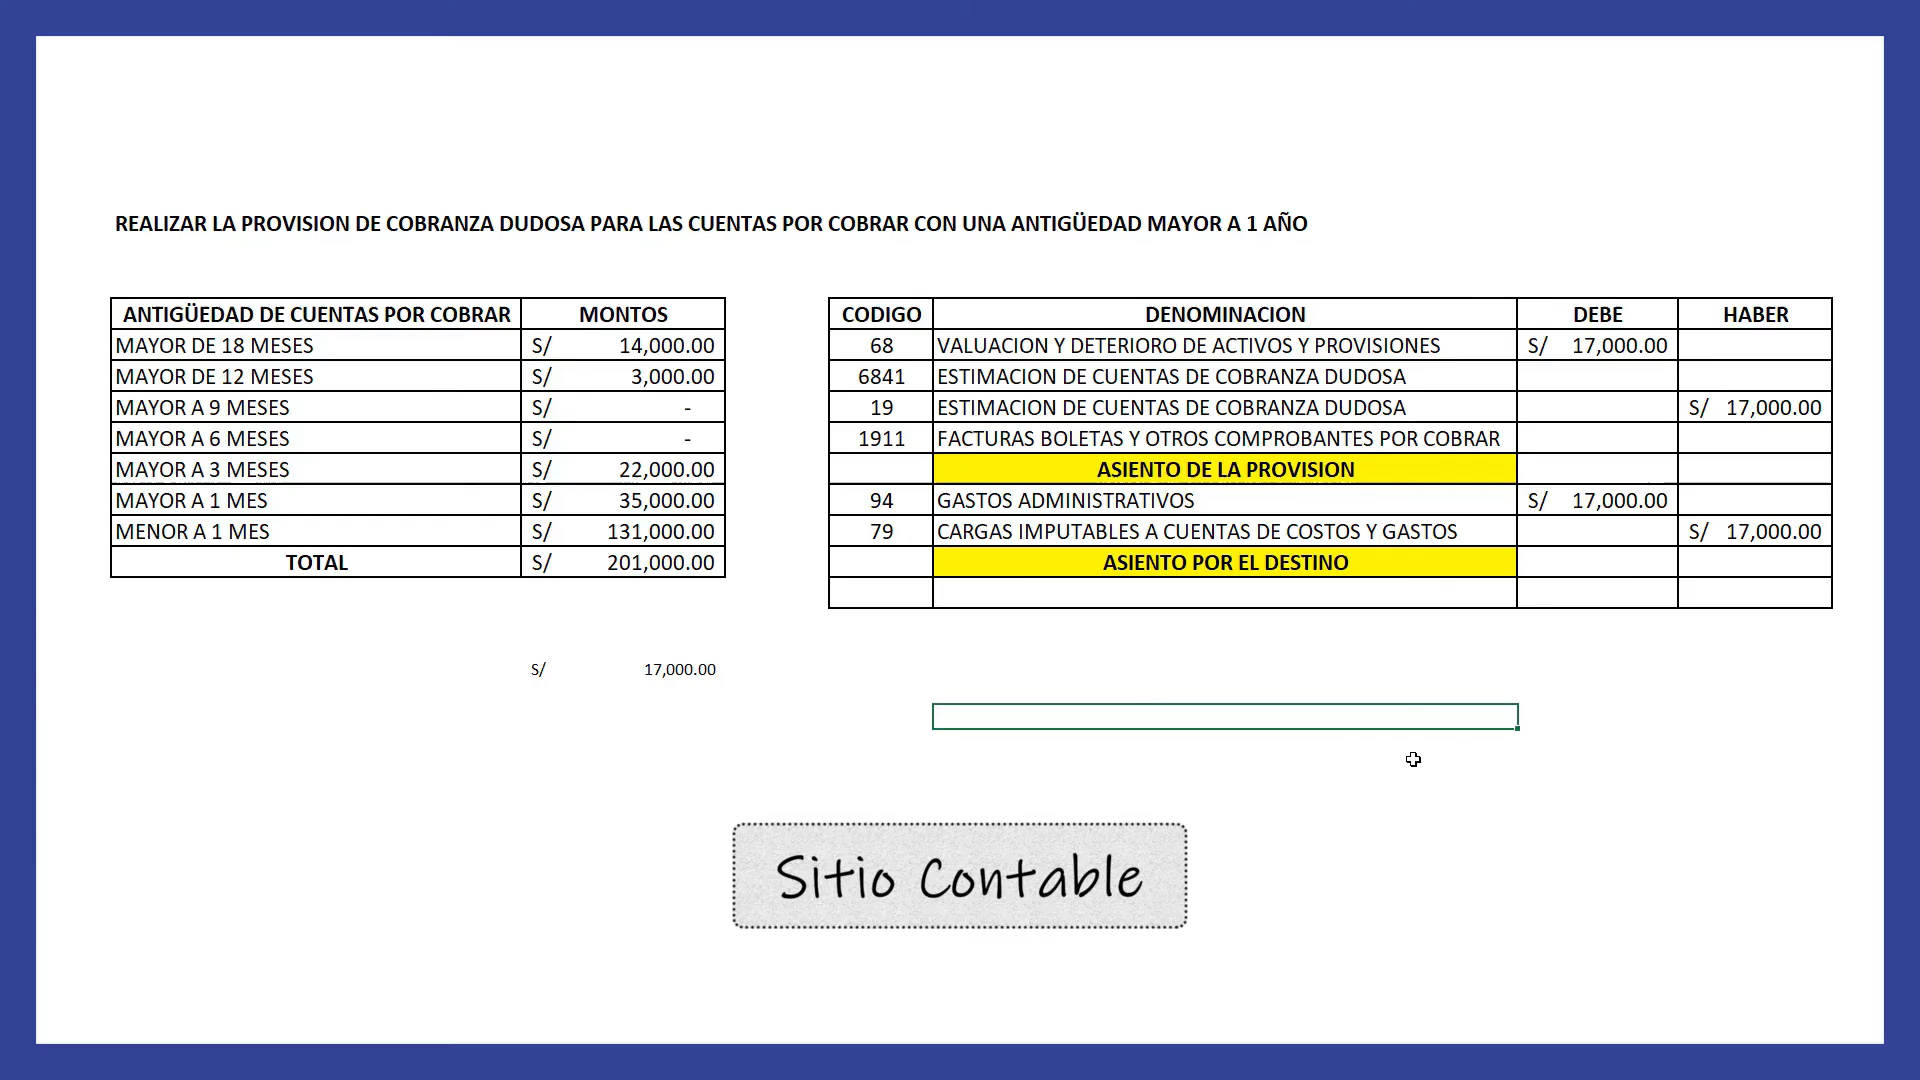 REALIZAR LA PROVISION DE COBRANZA DUDOSA PARA LAS CUENTAS POR COBRAR CON UNA ANTIGÜEDAD MAYOR A 1 AÑO
ANTIGÜEDAD DE CUENTAS POR COBRAR MONTOS
MAYOR DE 18 MESES S/ 14,000.00
MAYOR DE 12 MESES S/ 3,000.00
MAYOR A 9 MESES S/ -
MAYOR A 6 MESES S/ -
MAYOR A 3 MESES S/ 22,000.00
MAYOR A 1 MES S/ 35,000.00
MENOR A 1 MES S/ 131,000.00
TOTAL S/ 201,000.00
S/ 17,000.00
CODIGO DENOMINACION DEBE HABER
68 VALUACION Y DETERIORO DE ACTIVOS Y PROVISIONES S/ 17,000.00
6841 ESTIMACION DE CUENTAS DE COBRANZA DUDOSA
19 ESTIMACION DE CUENTAS DE COBRANZA DUDOSA S/ 17,000.00
1911 FACTURAS BOLETAS Y OTROS COMPROBANTES POR COBRAR
ASIENTO DE LA PROVISION
94 GASTOS ADMINISTRATIVOS S/ 17,000.00
79 CARGAS IMPUTABLES A CUENTAS DE COSTOS Y GASTOS S/ 17,000.00
ASIENTO POR EL DESTINO
Sitio Contable